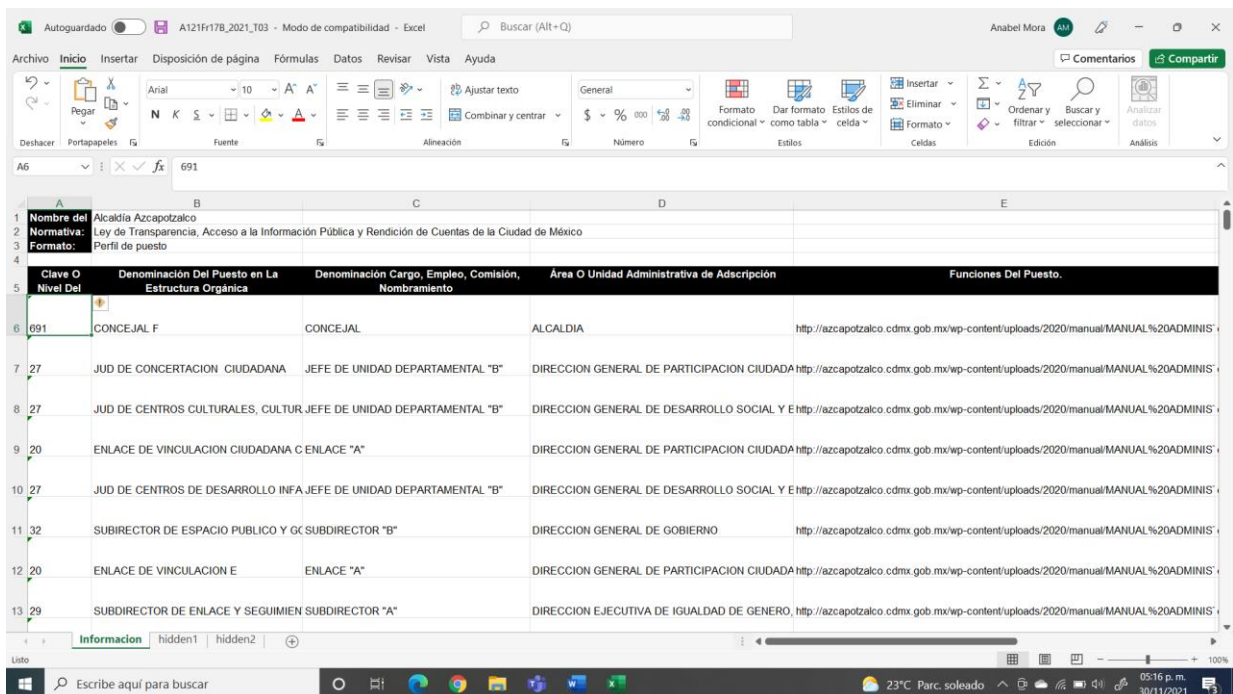 Autoguardado A121Fr17B_2021_T03 - Modo de compatibilidad - Excel Buscar (Alt+Q) Anabel Mora AM
Archivo Inicio Insertar Disposición de página Fórmulas Datos Revisar Vista Ayuda Comentarios Compartir
Pegar Arial 10 Ajustar texto General Formato condicional Dar formato como tabla Estilos de celda Insertar Ordenar y filtrar Buscar y seleccionar Analizar datos
N K S Combinar y centrar $ % 000 Eliminar
Formato
Deshacer Portapapeles Fuente Alineación Número Estilos Celdas Edición Análisis
A6 fx 691
A B C D E
1 Nombre del Alcaldía Azcapotzalco
2 Normativa: Ley de Transparencia, Acceso a la Información Pública y Rendición de Cuentas de la Ciudad de México
3 Formato: Perfil de puesto
4
5 Clave O Nivel Del Denominación Del Puesto en La Estructura Orgánica Denominación Cargo, Empleo, Comisión, Nombramiento Área O Unidad Administrativa de Adscripción Funciones Del Puesto.
6 691 CONCEJAL F CONCEJAL ALCALDIA http://azcapotzalco.cdmx.gob.mx/wp-content/uploads/2020/manual/MANUAL%20ADMINIS
7 27 JUD DE CONCERTACION CIUDADANA JEFE DE UNIDAD DEPARTAMENTAL "B" DIRECCION GENERAL DE PARTICIPACION CIUDADA http://azcapotzalco.cdmx.gob.mx/wp-content/uploads/2020/manual/MANUAL%20ADMINIS
8 27 JUD DE CENTROS CULTURALES, CULTUR JEFE DE UNIDAD DEPARTAMENTAL "B" DIRECCION GENERAL DE DESARROLLO SOCIAL Y E http://azcapotzalco.cdmx.gob.mx/wp-content/uploads/2020/manual/MANUAL%20ADMINIS
9 20 ENLACE DE VINCULACION CIUDADANA C ENLACE "A" DIRECCION GENERAL DE PARTICIPACION CIUDADA http://azcapotzalco.cdmx.gob.mx/wp-content/uploads/2020/manual/MANUAL%20ADMINIS
10 27 JUD DE CENTROS DE DESARROLLO INFA JEFE DE UNIDAD DEPARTAMENTAL "B" DIRECCION GENERAL DE DESARROLLO SOCIAL Y E http://azcapotzalco.cdmx.gob.mx/wp-content/uploads/2020/manual/MANUAL%20ADMINIS
11 32 SUBIRECTOR DE ESPACIO PUBLICO Y GO SUBDIRECTOR "B" DIRECCION GENERAL DE GOBIERNO http://azcapotzalco.cdmx.gob.mx/wp-content/uploads/2020/manual/MANUAL%20ADMINIS
12 20 ENLACE DE VINCULACION E ENLACE "A" DIRECCION GENERAL DE PARTICIPACION CIUDADA http://azcapotzalco.cdmx.gob.mx/wp-content/uploads/2020/manual/MANUAL%20ADMINIS
13 29 SUBDIRECTOR DE ENLACE Y SEGUIMIEN SUBDIRECTOR "A" DIRECCION EJECUTIVA DE IGUALDAD DE GENERO, http://azcapotzalco.cdmx.gob.mx/wp-content/uploads/2020/manual/MANUAL%20ADMINIS
Informacion hidden1 hidden2
Listo 100%
Escribe aquí para buscar 23°C Parc. soleado 05:16 p. m.
30/11/2021